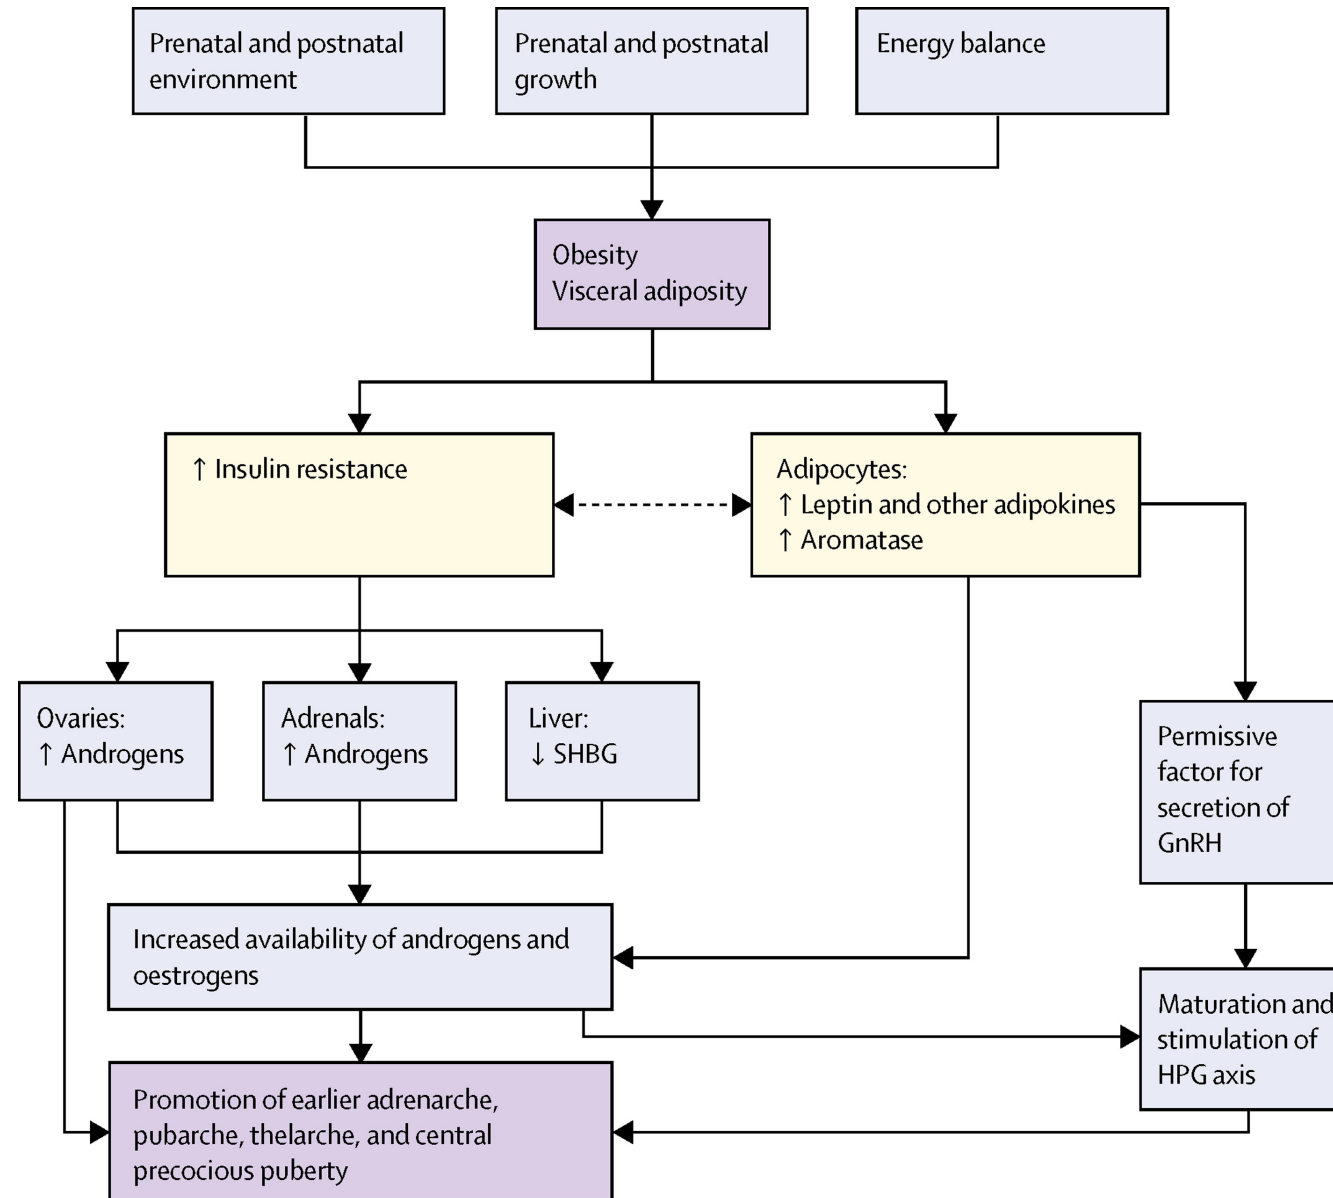 Prenatal and postnatal
environment
Prenatal and postnatal
growth
Energy balance
Obesity
Visceral adiposity
↑ Insulin resistance
Adipocytes:
↑ Leptin and other adipokines
↑ Aromatase
Ovaries:
↑ Androgens
Adrenals:
↑ Androgens
Liver:
↓ SHBG
Permissive
factor for
secretion of
GnRH
Increased availability of androgens and
oestrogens
Maturation and
stimulation of
HPG axis
Promotion of earlier adrenarche,
pubarche, thelarche, and central
precocious puberty